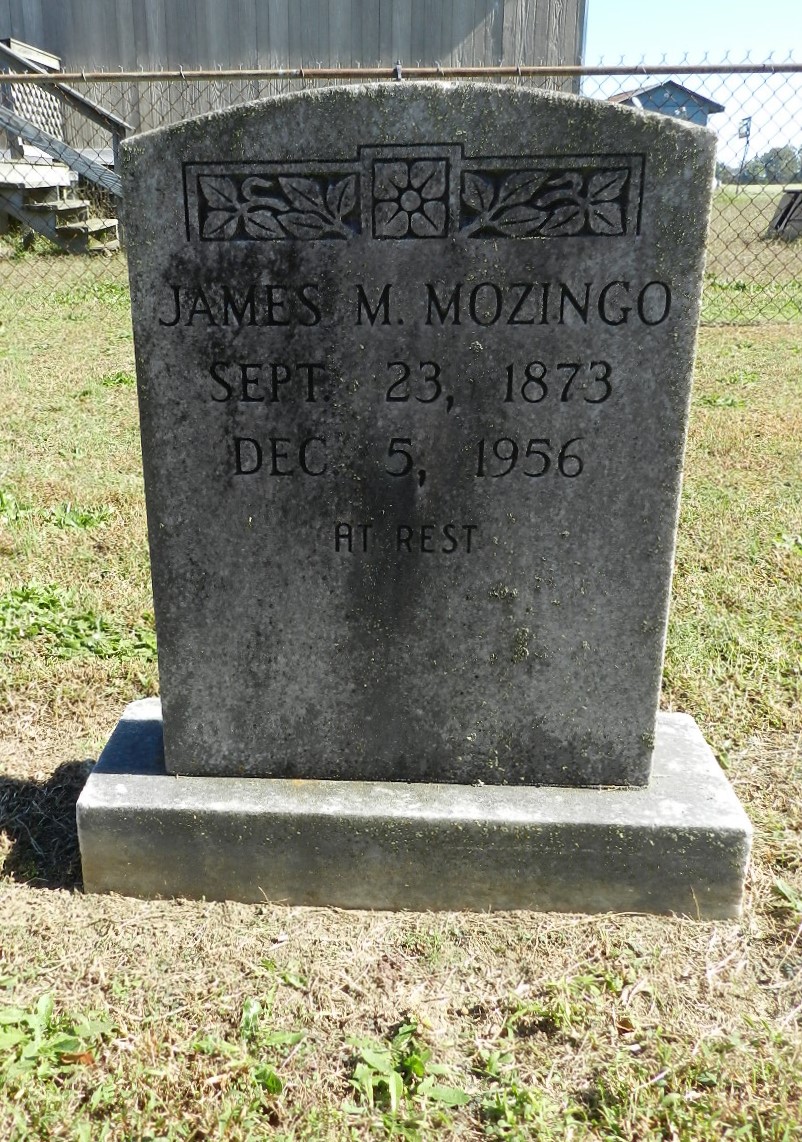 JAMES M. MOZINGO
SEPT. 23, 1873
DEC. 5, 1956
AT REST